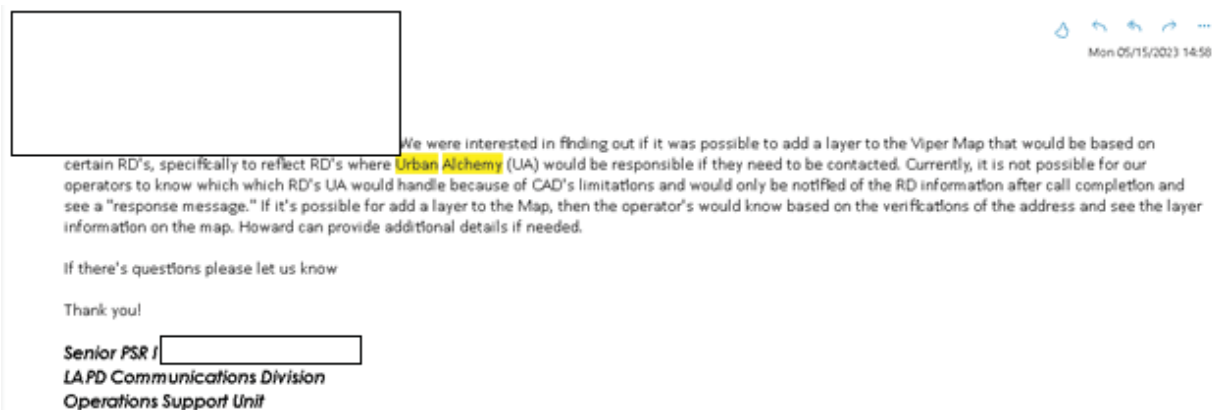 Mon 05/15/2023 14:58
We were interested in finding out if it was possible to add a layer to the Viper Map that would be based on
certain RD's, specifically to reflect RD's where Urban Alchemy (UA) would be responsible if they need to be contacted. Currently, it is not possible for our
operators to know which which RD's UA would handle because of CAD's limitations and would only be notified of the RD information after call completion and
see a "response message." If it's possible for add a layer to the Map, then the operator's would know based on the verifications of the address and see the layer
information on the map. Howard can provide additional details if needed.
If there's questions please let us know
Thank you!
Senior PSR I
LAPD Communications Division
Operations Support Unit